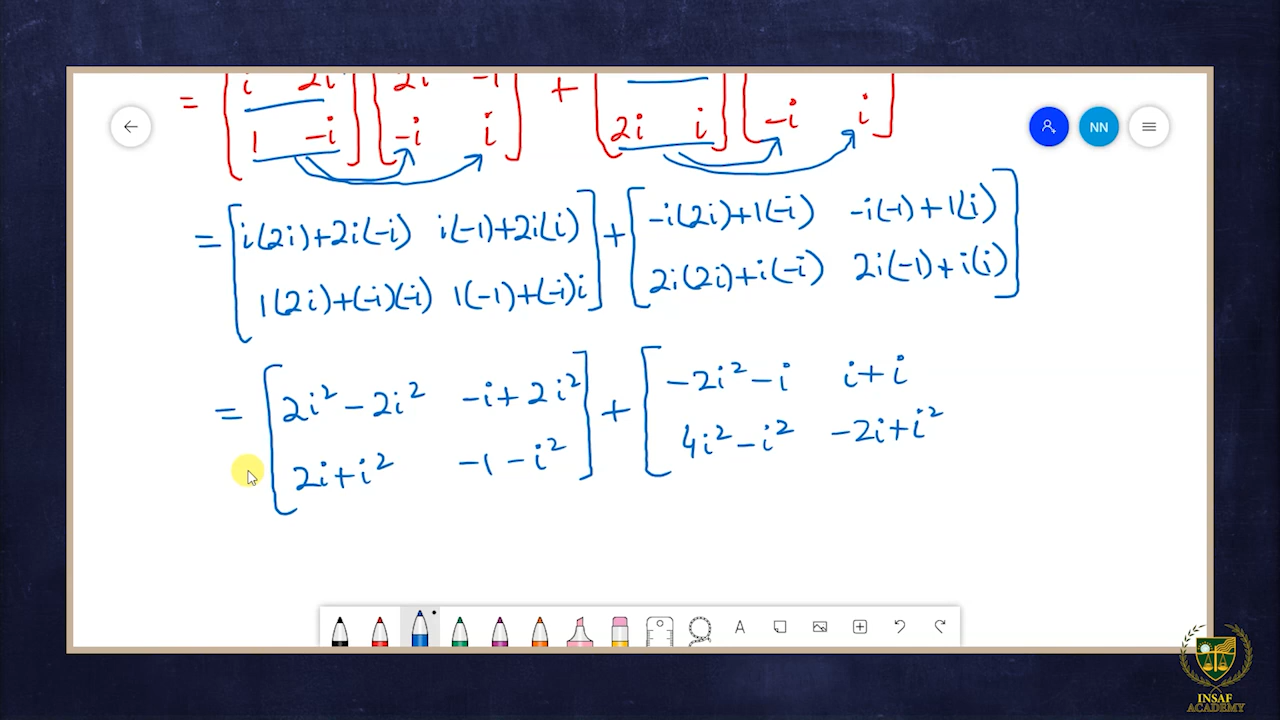 = [ i 2i ] [ 2i -1 ] + [
1 -i -i i 2i i -i i
= [ i(2i)+2i(-i) i(-1)+2i(i) ] + [ -i(2i)+1(-i) -i(-1)+1(i) ]
1(2i)+(-i)(-i) 1(-1)+(-i)i 2i(2i)+i(-i) 2i(-1)+i(i)
= [ 2i²-2i² -i+2i² ] + [ -2i²-i i+i
2i+i² -1-i² 4i²-i² -2i+i²
NN
A
INSAF
ACADEMY